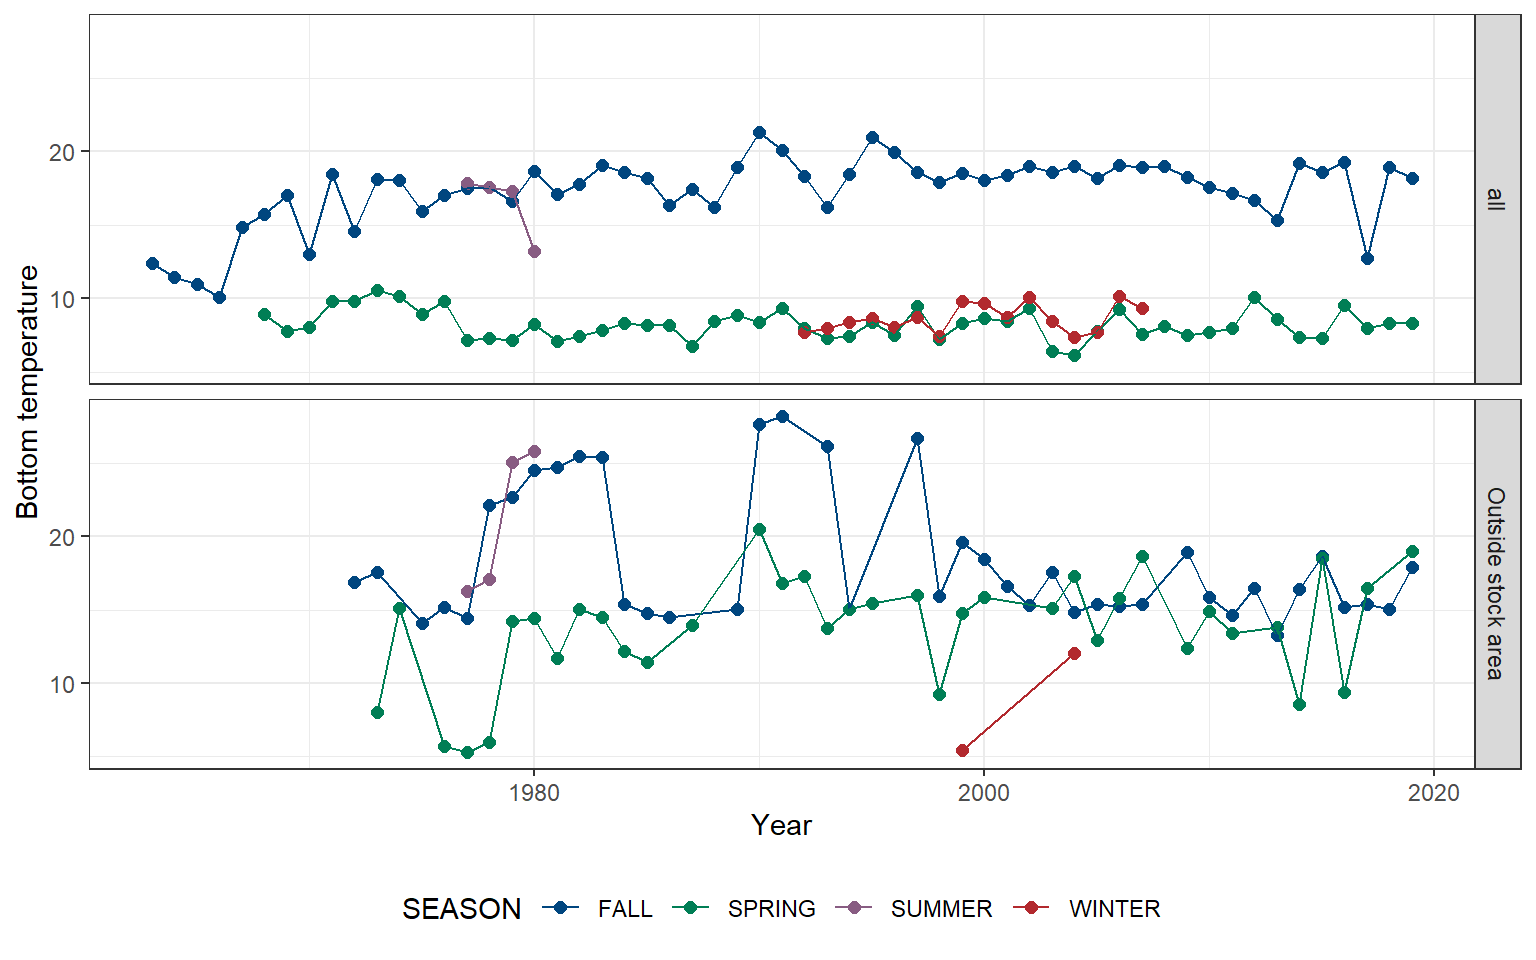 20
10
all
Bottom temperature
20
10
Outside stock area
1980 2000 2020
Year
SEASON FALL SPRING SUMMER WINTER